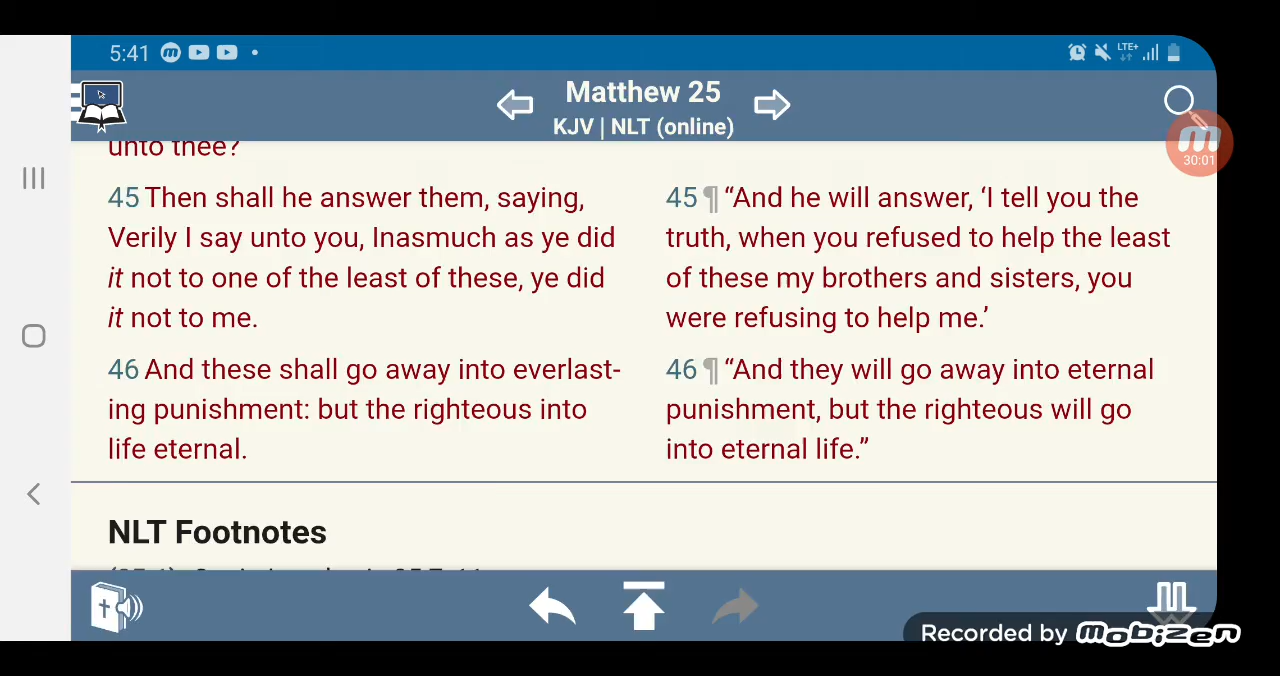 5:41
LTE+
Matthew 25
KJV | NLT (online)
30:01
unto thee?
45 Then shall he answer them, saying,
Verily I say unto you, Inasmuch as ye did
it not to one of the least of these, ye did
it not to me.
46 And these shall go away into everlast-
ing punishment: but the righteous into
life eternal.
45 ¶ “And he will answer, ‘I tell you the
truth, when you refused to help the least
of these my brothers and sisters, you
were refusing to help me.’
46 ¶ “And they will go away into eternal
punishment, but the righteous will go
into eternal life.”
NLT Footnotes
Recorded by mobizen